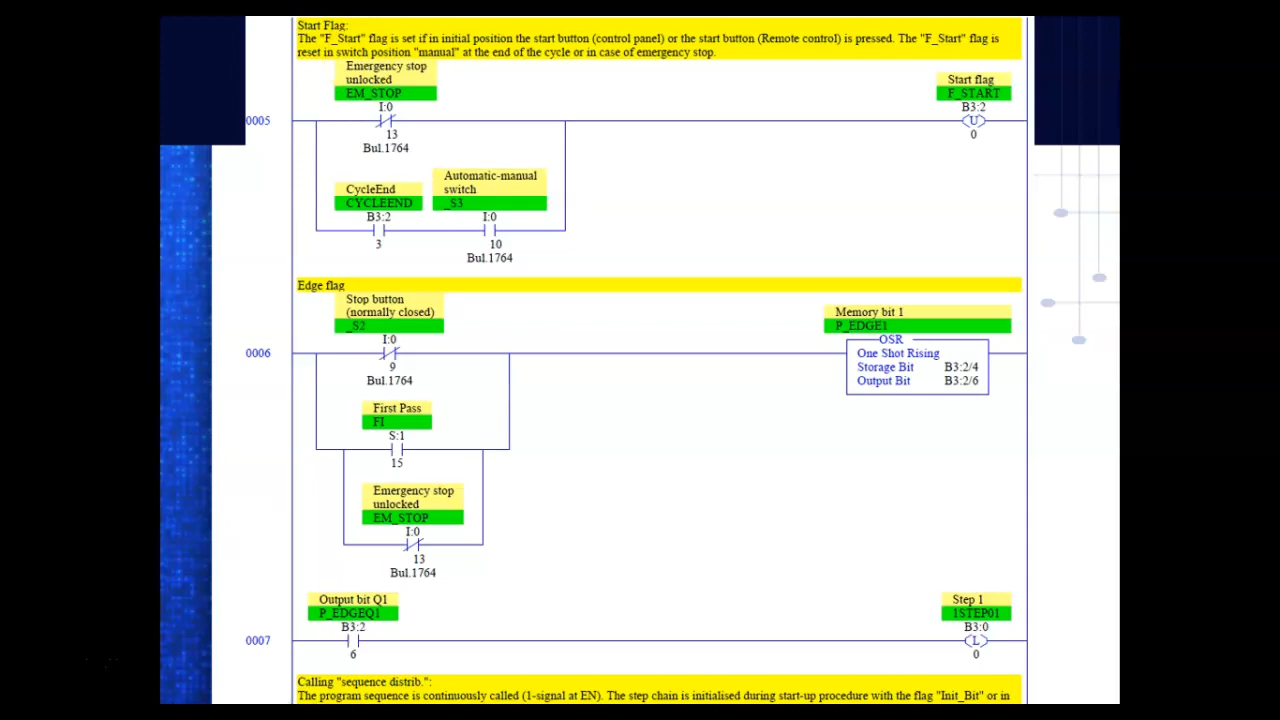 Start Flag:
The "F_Start" flag is set if in initial position the start button (control panel) or the start button (Remote control) is pressed. The "F_Start" flag is
reset in switch position "manual" at the end of the cycle or in case of emergency stop.
Emergency stop
unlocked
EM_STOP
I:0
13
Bul.1764
Start flag
F_START
B3:2
U
0
0005
CycleEnd
CYCLEEND
B3:2
3
Automatic-manual
switch
_S3
I:0
10
Bul.1764
Edge flag
Stop button
(normally closed)
_S2
I:0
9
Bul.1764
Memory bit 1
P_EDGE1
OSR
One Shot Rising
Storage Bit B3:2/4
Output Bit B3:2/6
0006
First Pass
FI
S:1
15
Emergency stop
unlocked
EM_STOP
I:0
13
Bul.1764
Output bit Q1
P_EDGEQ1
B3:2
6
Step 1
1STEP01
B3:0
L
0
0007
Calling "sequence distrib.":
The program sequence is continuously called (1-signal at EN). The step chain is initialised during start-up procedure with the flag "Init_Bit" or in